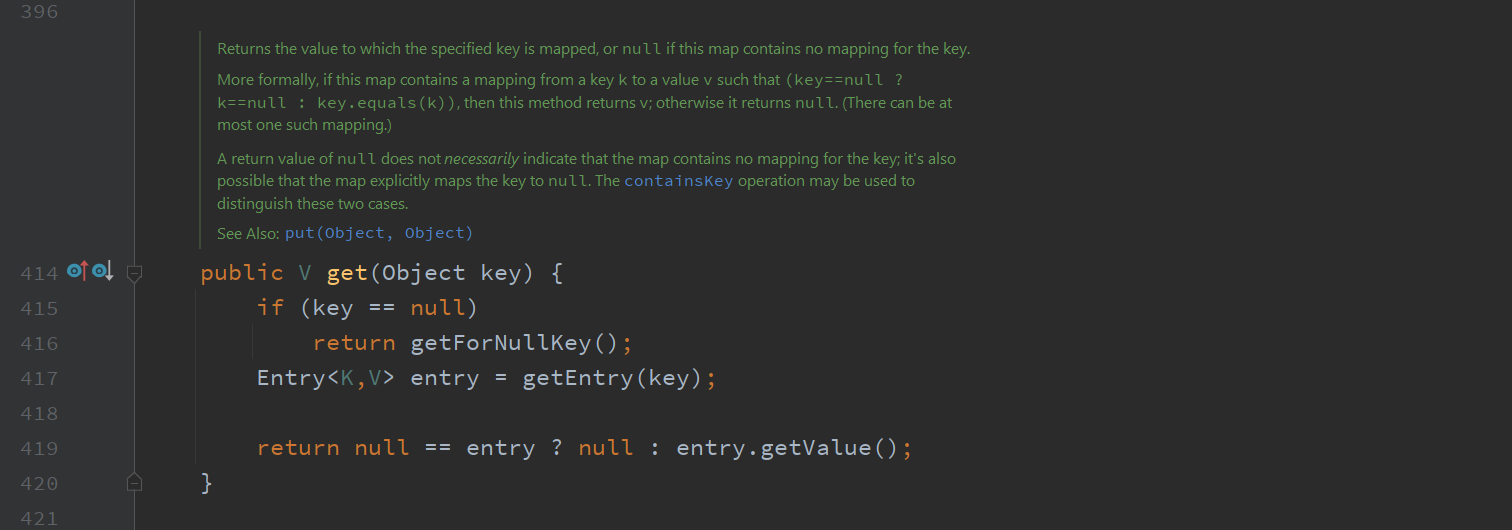 396
Returns the value to which the specified key is mapped, or null if this map contains no mapping for the key.
More formally, if this map contains a mapping from a key k to a value v such that (key==null ?
k==null : key.equals(k)), then this method returns v; otherwise it returns null. (There can be at
most one such mapping.)
A return value of null does not necessarily indicate that the map contains no mapping for the key; it's also
possible that the map explicitly maps the key to null. The containsKey operation may be used to
distinguish these two cases.
See Also: put(Object, Object)
414 public V get(Object key) {
415 if (key == null)
416 return getForNullKey();
417 Entry<K,V> entry = getEntry(key);
418
419 return null == entry ? null : entry.getValue();
420 }
421